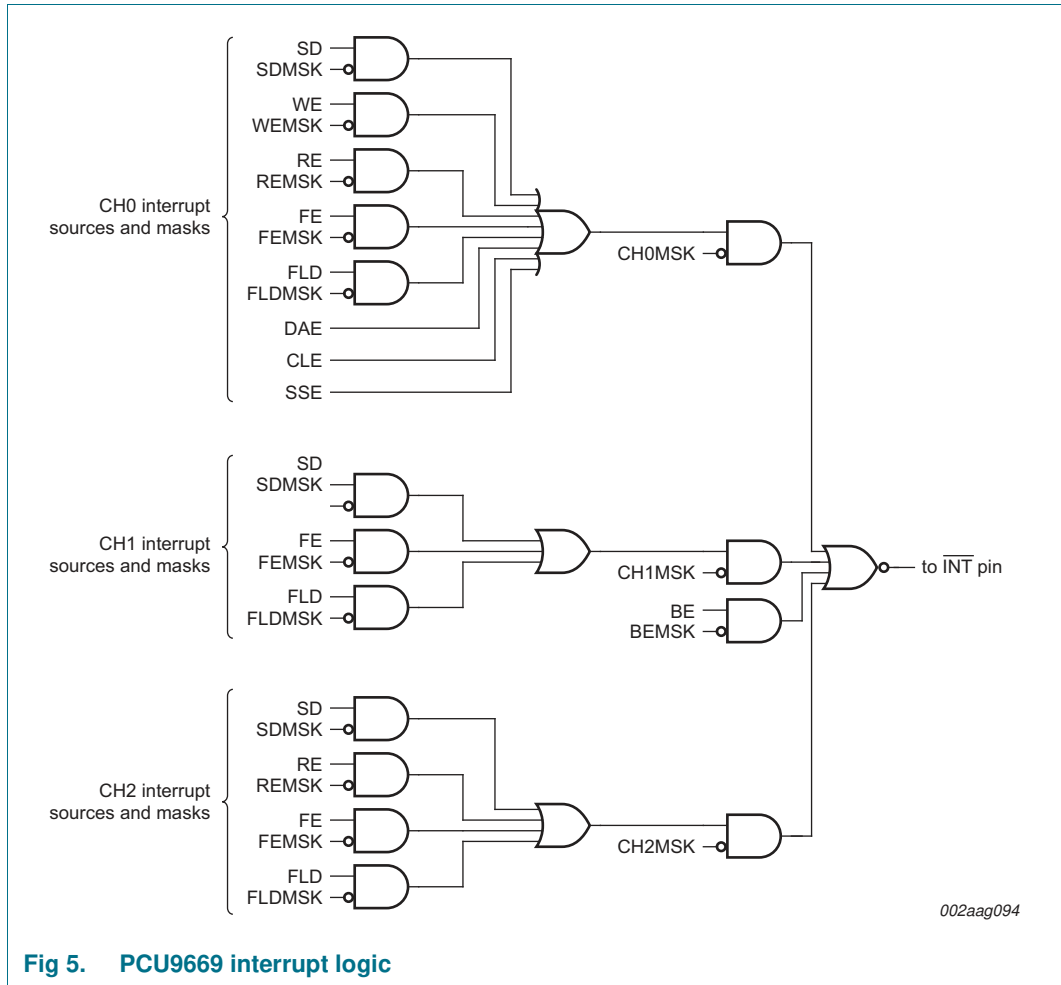 SD
SDMSK
WE
WEMSK
RE
REMSK
CH0 interrupt
sources and masks
FE
FEMSK
CH0MSK
FLD
FLDMSK
DAE
CLE
SSE
SD
SDMSK
CH1 interrupt
sources and masks
FE
FEMSK
CH1MSK
to INT pin
FLD
FLDMSK
BE
BEMSK
SD
SDMSK
CH2 interrupt
sources and masks
RE
REMSK
FE
FEMSK
CH2MSK
FLD
FLDMSK
002aag094
Fig 5. PCU9669 interrupt logic